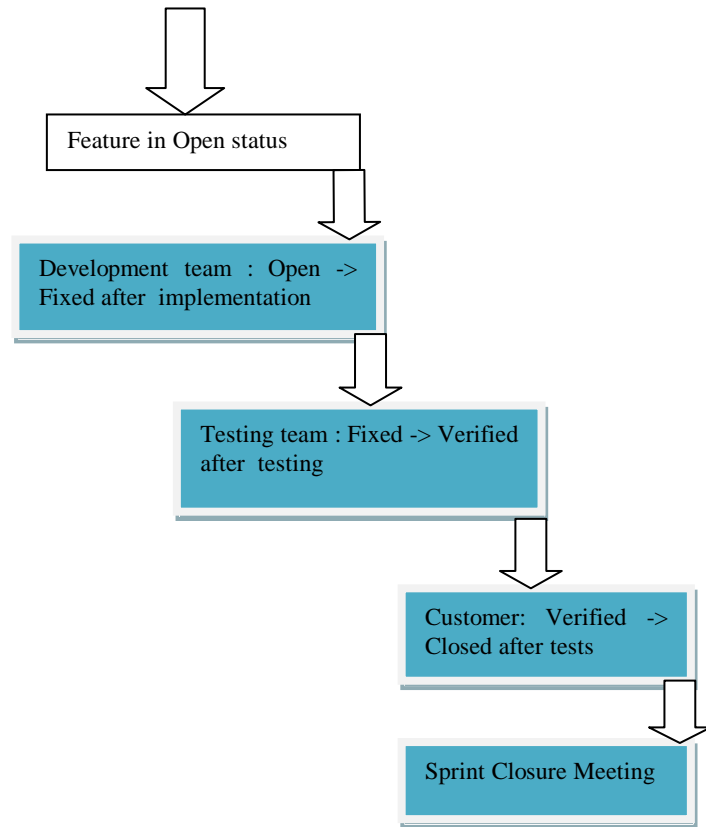 Feature in Open status
Development team : Open ->
Fixed after implementation
Testing team : Fixed -> Verified
after testing
Customer: Verified ->
Closed after tests
Sprint Closure Meeting